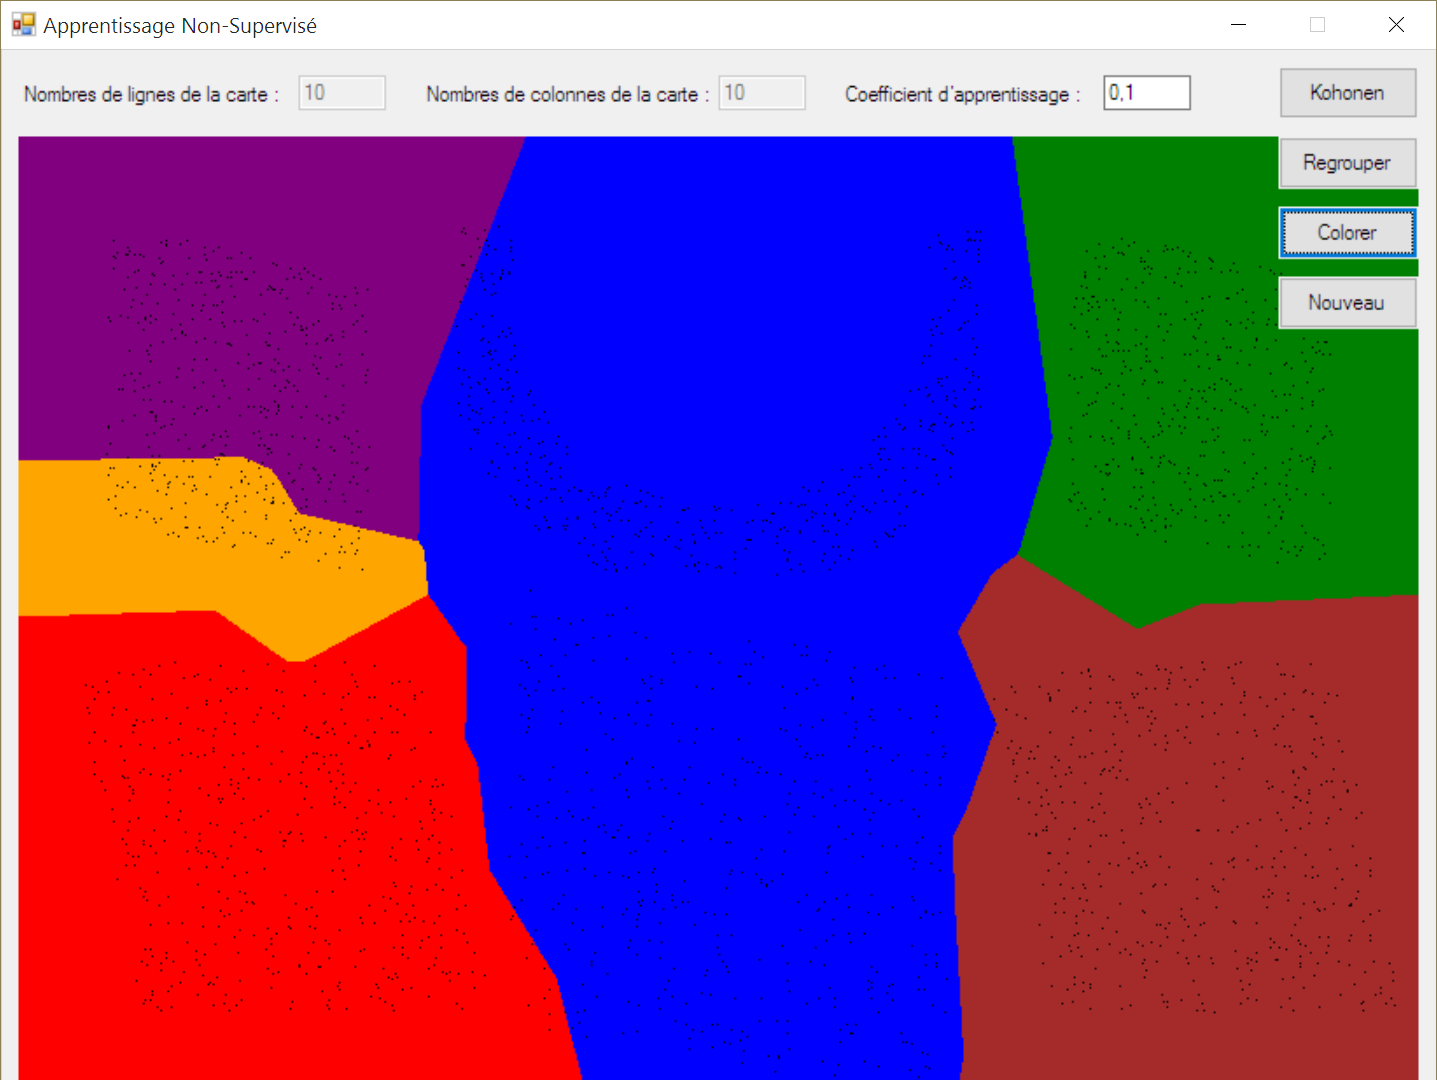 Apprentissage Non-Supervisé
Nombres de lignes de la carte : 10 Nombres de colonnes de la carte : 10 Coefficient d'apprentissage : 0,1 Kohonen
Regrouper
Colorer
Nouveau